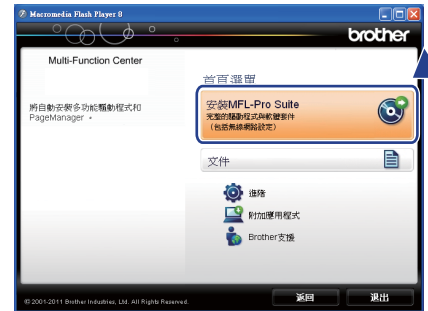 Macromedia Flash Player 8
brother
Multi-Function Center
首頁選單
將自動安裝多功能驅動程式和
PageManager。
安裝MFL-Pro Suite
完整的驅動程式與軟體套件
(包括無線網路設定)
文件
進階
附加應用程式
Brother支援
© 2001-2011 Brother Industries, Ltd. All Rights Reserved.
返回
退出